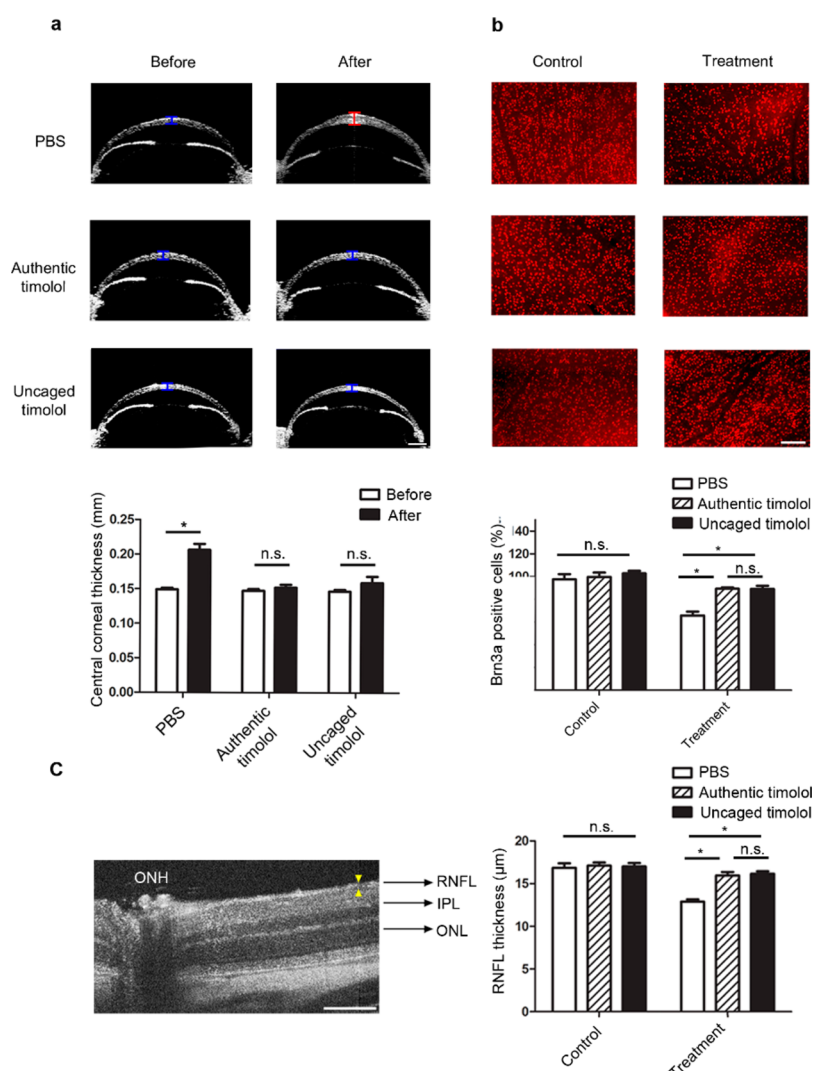 a
Before
After
PBS
Authentic
timolol
Uncaged
timolol
Before
After
Central corneal thickness (mm)
0.25
0.20
0.15
0.10
0.05
0.00
*
n.s.
n.s.
PBS
Authentic
timolol
Uncaged
timolol
b
Control
Treatment
PBS
Authentic timolol
Uncaged timolol
Brn3a positive cells (%)
140
120
100
n.s.
*
*
n.s.
Control
Treatment
C
ONH
RNFL
IPL
ONL
PBS
Authentic timolol
Uncaged timolol
RNFL thickness (μm)
20
15
10
5
0
n.s.
*
*
n.s.
Control
Treatment